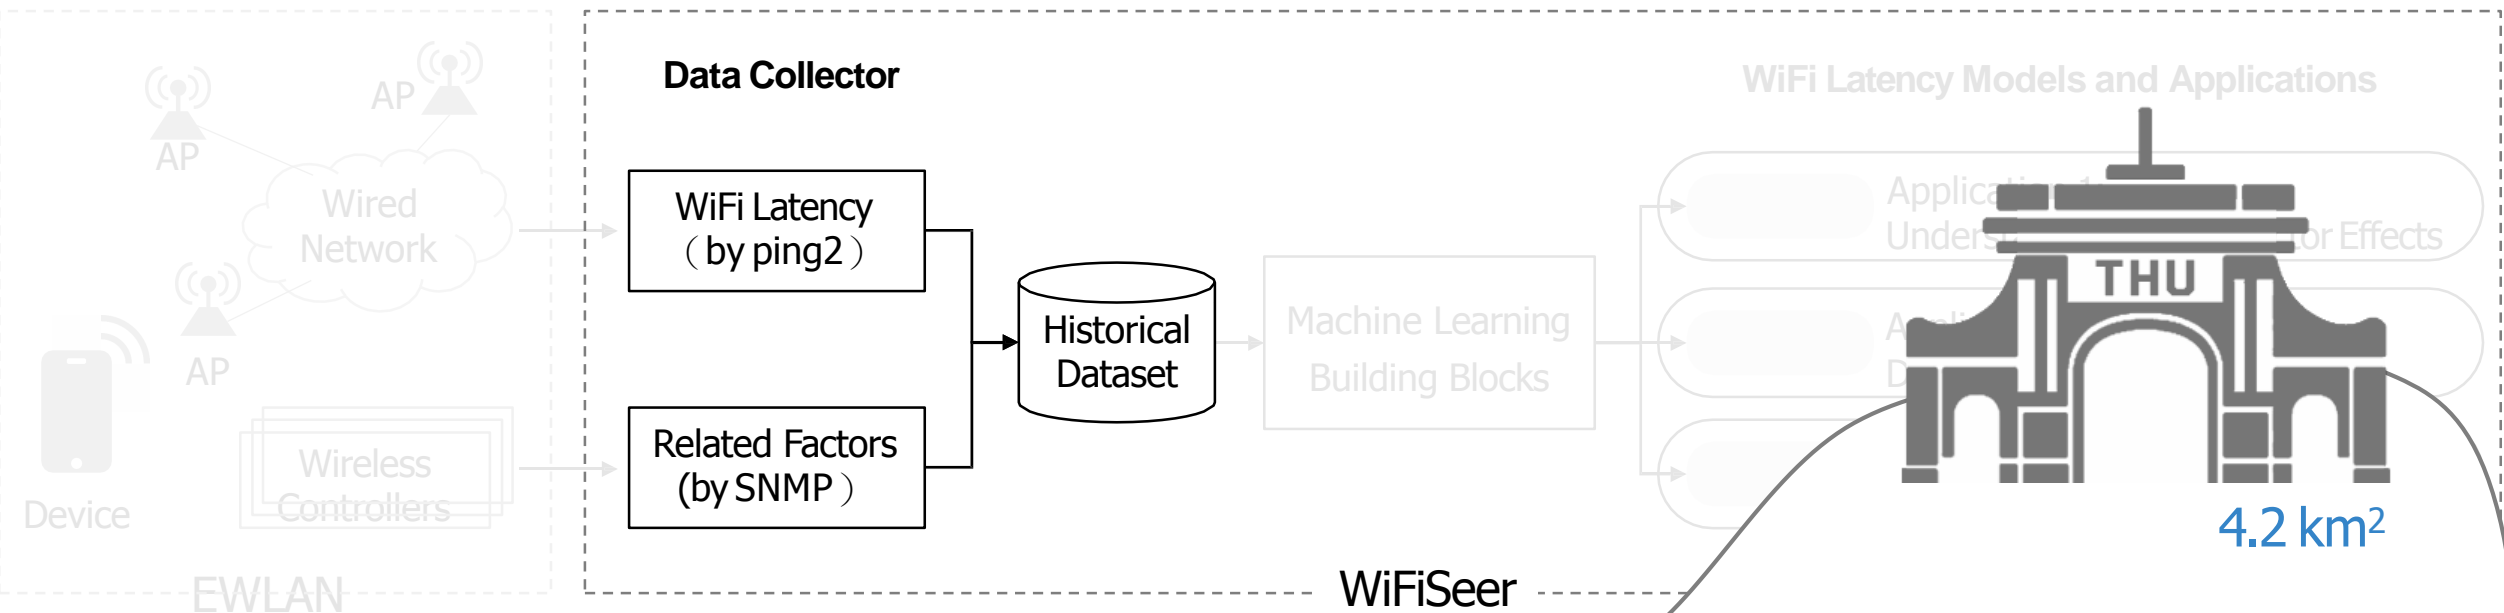 Data Collector
WiFi Latency Models and Applications
AP
AP
Wired
Network
AP
Device
Wireless
Controllers
EWLAN
WiFi Latency
（by ping2）
Related Factors
(by SNMP）
Historical
Dataset
Machine Learning
Building Blocks
Effects
THU
4.2 km²
WiFiSeer